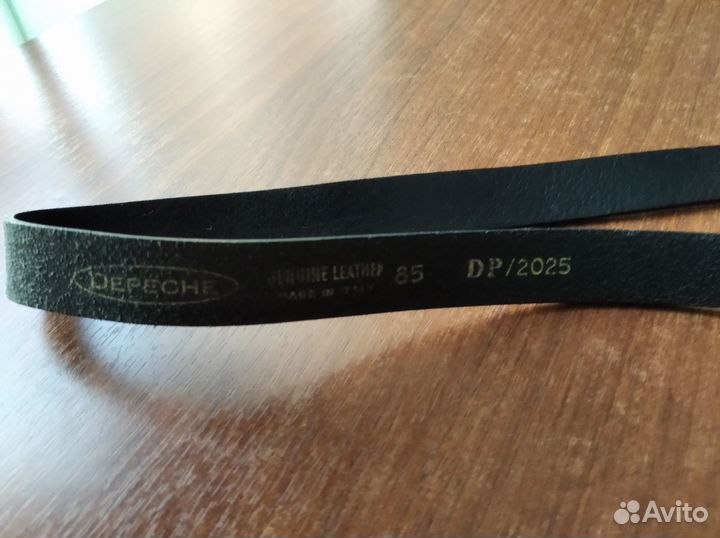 DEPECHE
GENUINE LEATHER
MADE IN ITALY
85
DP/2025
Avito